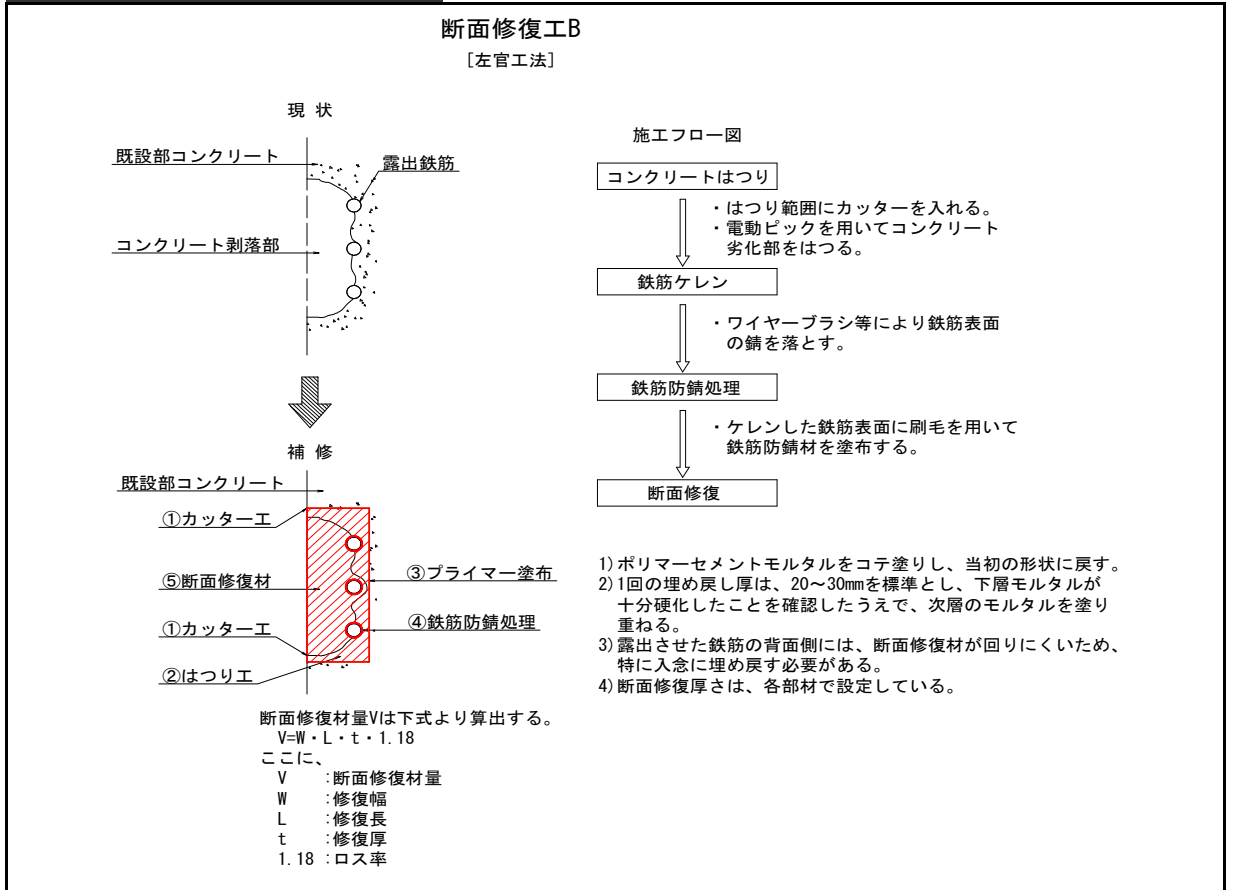 断面修復工B
[左官工法]
現 状
既設部コンクリート
露出鉄筋
コンクリート剥落部
補 修
既設部コンクリート
①カッター工
⑤断面修復材
③プライマー塗布
④鉄筋防錆処理
①カッター工
②はつり工
断面修復材量Vは下式より算出する。
V=W・L・t・1.18
ここに、
V :断面修復材量
W :修復幅
L :修復長
t :修復厚
1.18 :ロス率
施工フロー図
コンクリートはつり
・はつり範囲にカッターを入れる。
・電動ピックを用いてコンクリート
劣化部をはつる。
鉄筋ケレン
・ワイヤーブラシ等により鉄筋表面
の錆を落とす。
鉄筋防錆処理
・ケレンした鉄筋表面に刷毛を用いて
鉄筋防錆材を塗布する。
断面修復
1)ポリマーセメントモルタルをコテ塗りし、当初の形状に戻す。
2)1回の埋め戻し厚は、20～30mmを標準とし、下層モルタルが
十分硬化したことを確認したうえで、次層のモルタルを塗り
重ねる。
3)露出させた鉄筋の背面側には、断面修復材が回りにくいため、
特に入念に埋め戻す必要がある。
4)断面修復厚さは、各部材で設定している。